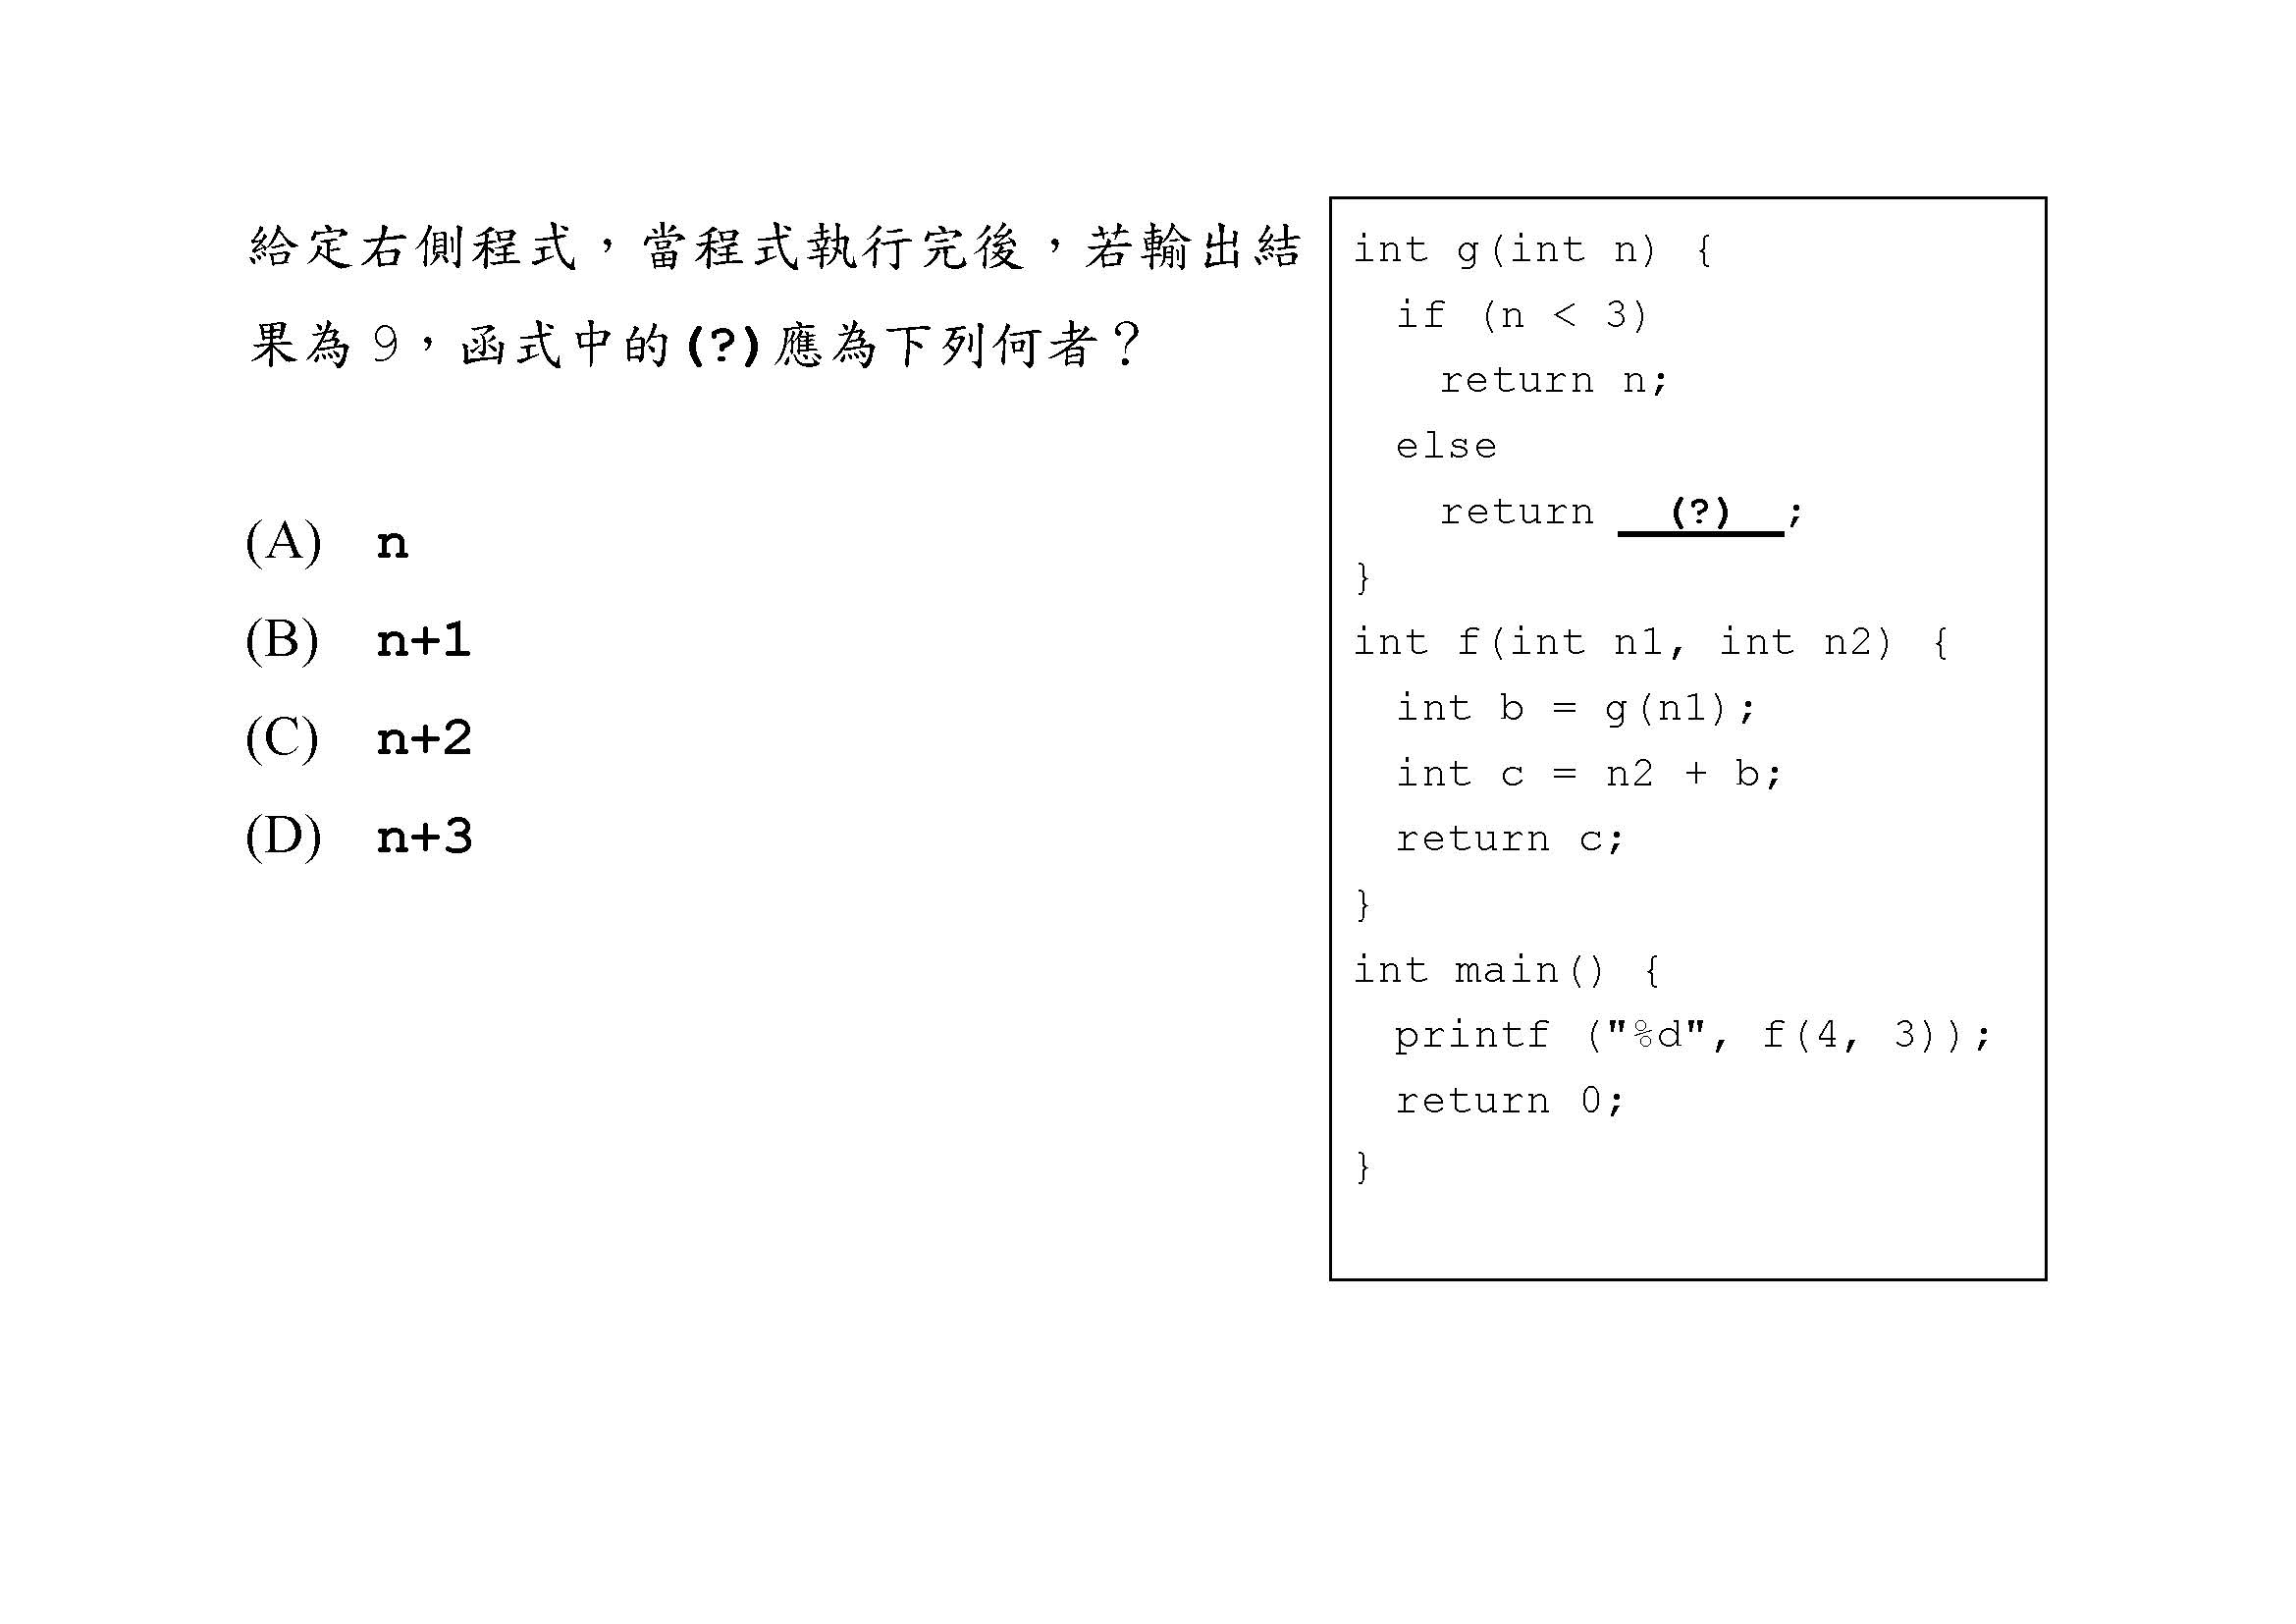 給定右側程式，當程式執行完後，若輸出結
果為 9，函式中的(?)應為下列何者？
(A) n
(B) n+1
(C) n+2
(D) n+3
int g(int n) {
if (n < 3)
return n;
else
return (?) ;
}
int f(int n1, int n2) {
int b = g(n1);
int c = n2 + b;
return c;
}
int main() {
printf ("%d", f(4, 3));
return 0;
}